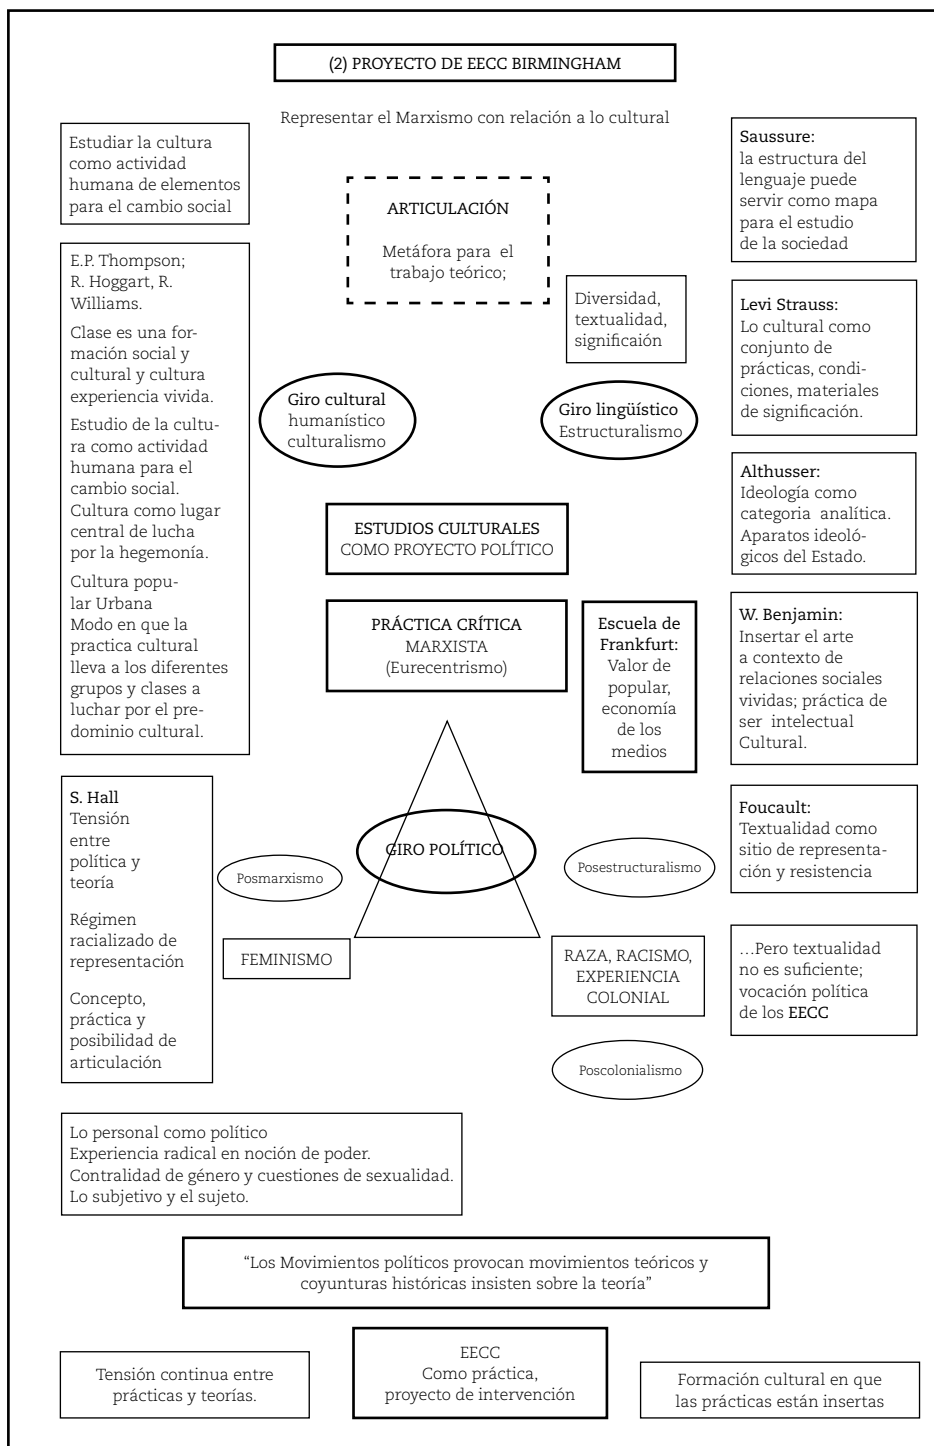 (2) PROYECTO DE EECC BIRMINGHAM
Representar el Marxismo con relación a lo cultural
Estudiar la cultura
como actividad
humana de elementos
para el cambio social
E.P. Thompson;
R. Hoggart, R.
Williams.
Clase es una for-
mación social y
cultural y cultura
experiencia vivida.
Estudio de la cultu-
ra como actividad
humana para el
cambio social.
Cultura como lugar
central de lucha
por la hegemonía.
Cultura popu-
lar Urbana
Modo en que la
practica cultural
lleva a los diferentes
grupos y clases a
luchar por el pre-
dominio cultural.
ARTICULACIÓN
Metáfora para el
trabajo teórico;
Diversidad,
textualidad,
significaión
Giro cultural
humanístico
culturalismo
Giro lingüístico
Estructuralismo
ESTUDIOS CULTURALES
COMO PROYECTO POLÍTICO
PRÁCTICA CRÍTICA
MARXISTA
(Eurecentrismo)
Escuela de
Frankfurt:
Valor de
popular,
economía
de los
medios
Saussure:
la estructura del
lenguaje puede
servir como mapa
para el estudio
de la sociedad
Levi Strauss:
Lo cultural como
conjunto de
prácticas, condi-
ciones, materiales
de significación.
Althusser:
Ideología como
categoria analítica.
Aparatos ideoló-
gicos del Estado.
W. Benjamin:
Insertar el arte
a contexto de
relaciones sociales
vividas; práctica de
ser intelectual
Cultural.
Foucault:
Textualidad como
sitio de representa-
ción y resistencia
…Pero textualidad
no es suficiente;
vocación política
de los EECC
S. Hall
Tensión
entre
política y
teoría
Régimen
racializado de
representación
Concepto,
práctica y
posibilidad de
articulación
Posmarxismo
GIRO POLÍTICO
Posestructuralismo
FEMINISMO
RAZA, RACISMO,
EXPERIENCIA
COLONIAL
Poscolonialismo
Lo personal como político
Experiencia radical en noción de poder.
Contralidad de género y cuestiones de sexualidad.
Lo subjetivo y el sujeto.
“Los Movimientos políticos provocan movimientos teóricos y
coyunturas históricas insisten sobre la teoría”
Tensión continua entre
prácticas y teorías.
EECC
Como práctica,
proyecto de intervención
Formación cultural en que
las prácticas están insertas